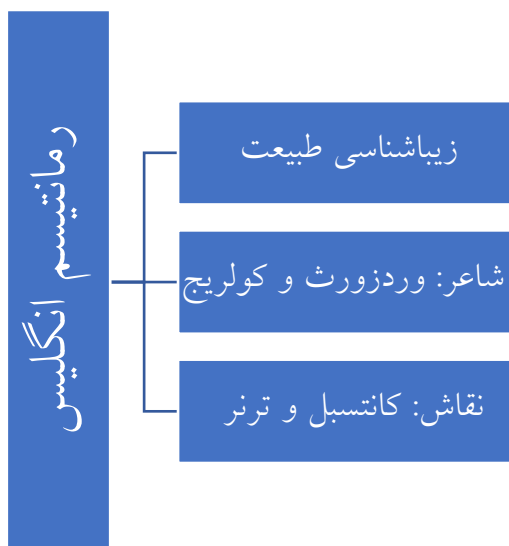 رمانتیسم انگلیس
زیباشناسی طبیعت
شاعر: وردزورث و کولریج
نقاش: کانتسبل و ترنر